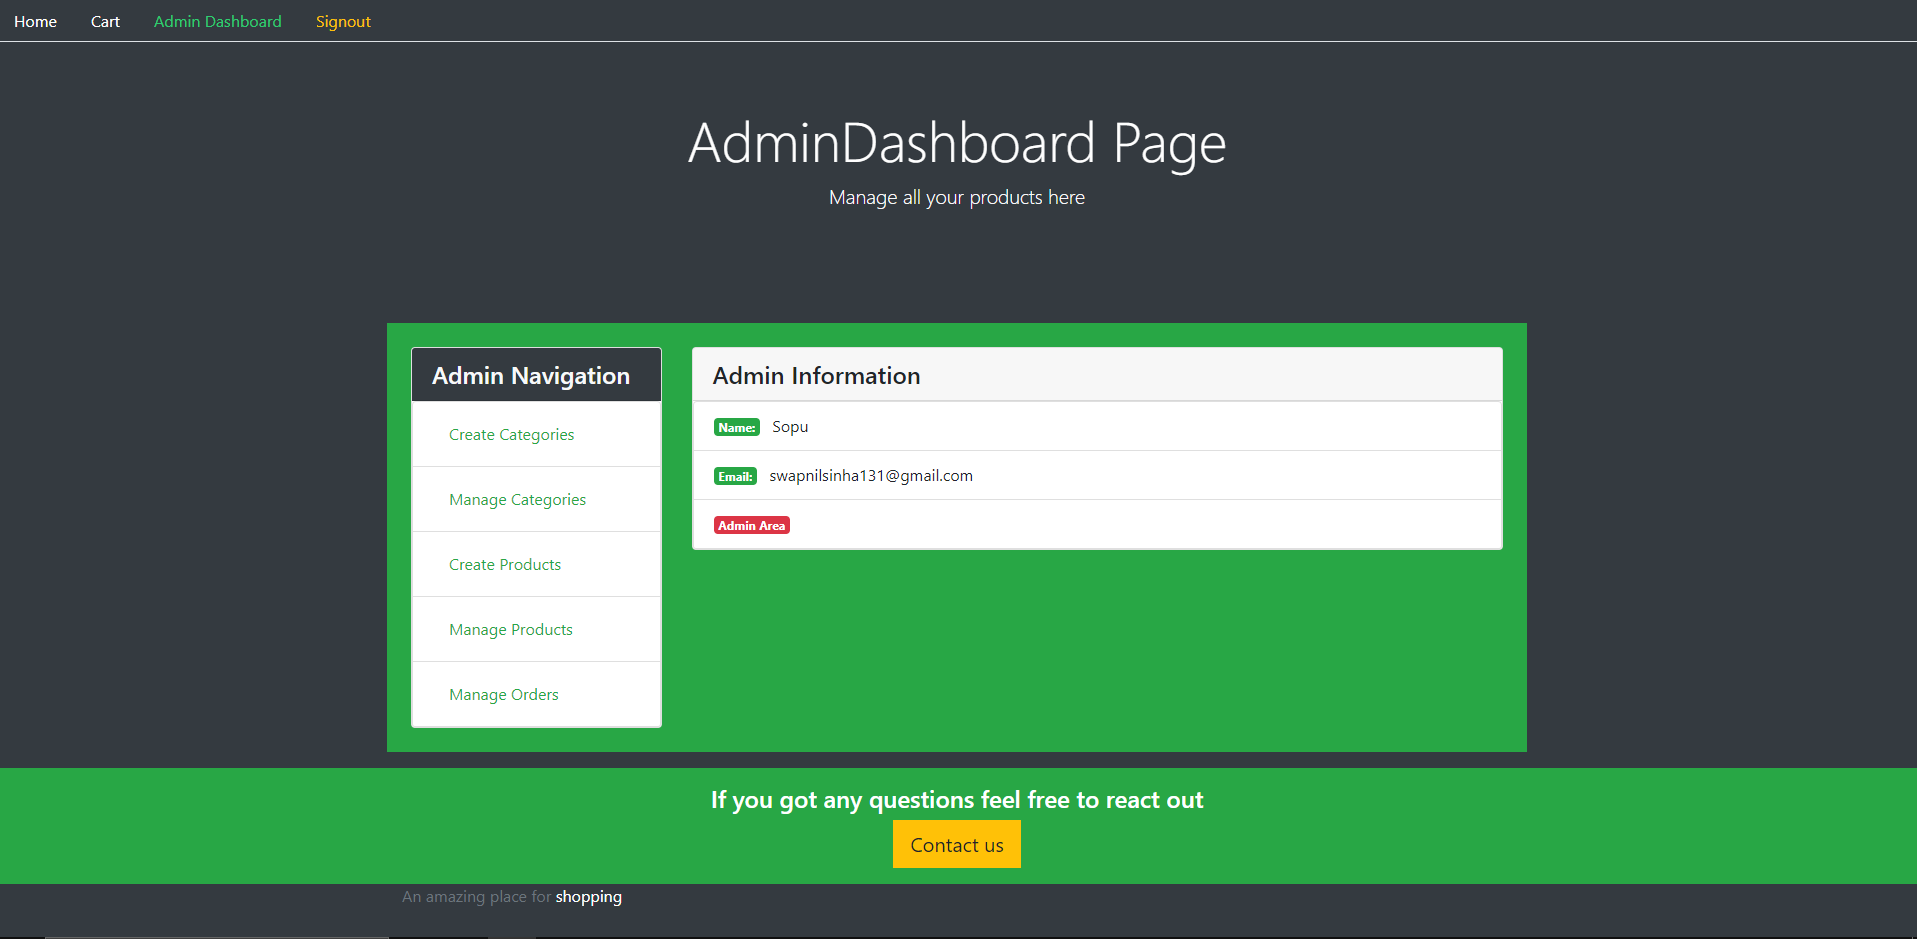 Home Cart Admin Dashboard Signout
AdminDashboard Page
Manage all your products here
Admin Navigation
Create Categories
Manage Categories
Create Products
Manage Products
Manage Orders
Admin Information
Name: Sopu
Email: swapnilsinha131@gmail.com
Admin Area
If you got any questions feel free to react out
Contact us
An amazing place for shopping